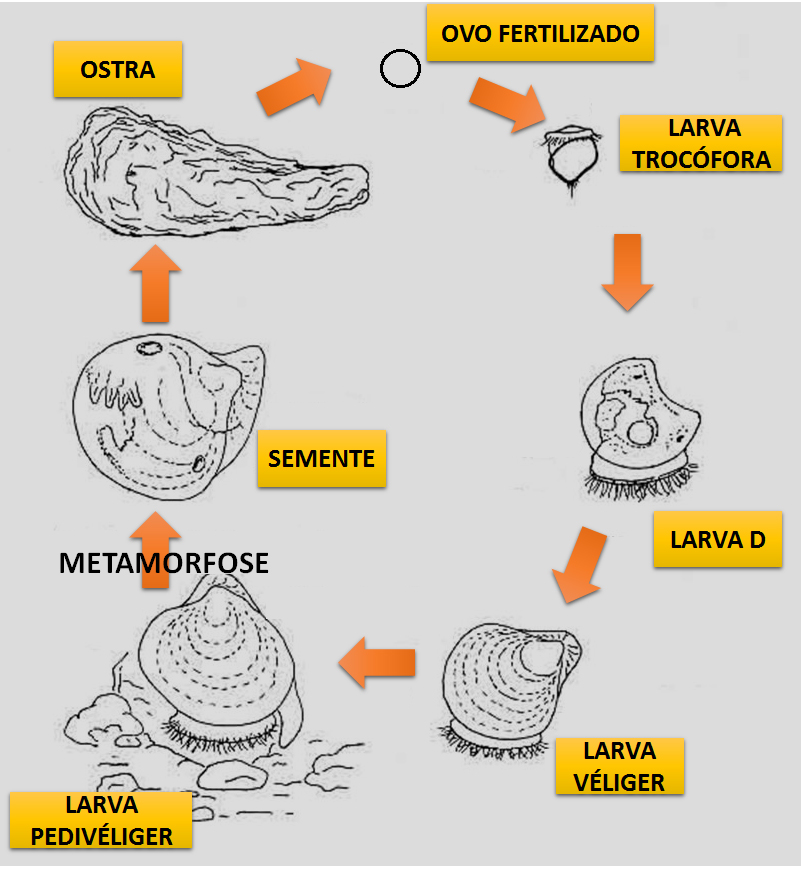 OVO FERTILIZADO
OSTRA
LARVA
TROCÓFORA
SEMENTE
LARVA D
METAMORFOSE
LARVA
VÉLIGER
LARVA
PEDIVÉLIGER